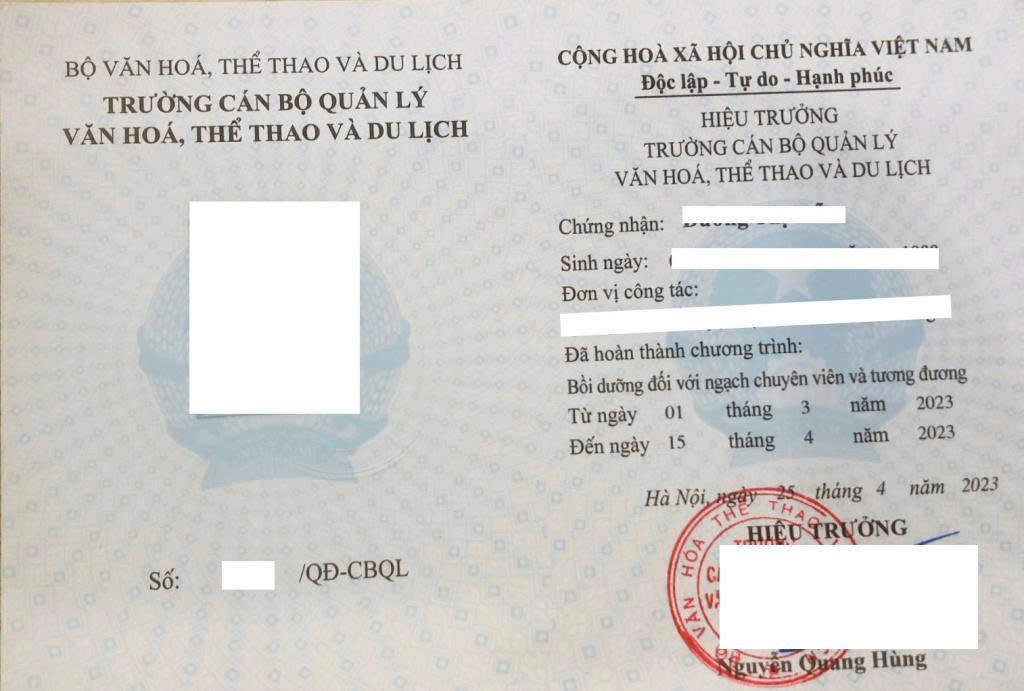 BỘ VĂN HOÁ, THỂ THAO VÀ DU LỊCH
TRƯỜNG CÁN BỘ QUẢN LÝ
VĂN HOÁ, THỂ THAO VÀ DU LỊCH
Số: /QĐ-CBQL
CỘNG HOÀ XÃ HỘI CHỦ NGHĨA VIỆT NAM
Độc lập - Tự do - Hạnh phúc
HIỆU TRƯỞNG
TRƯỜNG CÁN BỘ QUẢN LÝ
VĂN HOÁ, THỂ THAO VÀ DU LỊCH
Chứng nhận:
Sinh ngày:
Đơn vị công tác:
Đã hoàn thành chương trình:
Bồi dưỡng đối với ngạch chuyên viên và tương đương
Từ ngày 01 tháng 3 năm 2023
Đến ngày 15 tháng 4 năm 2023
Hà Nội, ngày 25 tháng 4 năm 2023
HIỆU TRƯỞNG
VĂN HÓA THỂ THAO
Nguyễn Quang Hùng